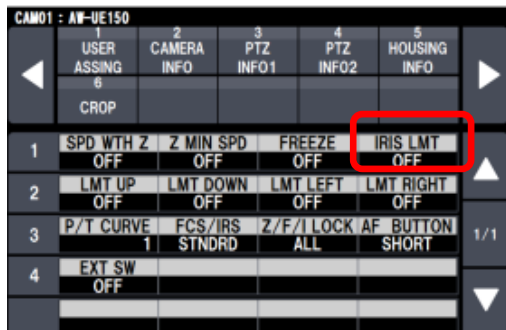 CAM01 : AW-UE150
1 2 3 4 5
USER CAMERA PTZ PTZ HOUSING
ASSING INFO INFO1 INFO2 INFO
6
CROP
1 SPD WTH Z Z MIN SPD FREEZE IRIS LMT
OFF OFF OFF OFF
2 LMT UP LMT DOWN LMT LEFT LMT RIGHT
OFF OFF OFF OFF
3 P/T CURVE FCS/IRS Z/F/I LOCK AF BUTTON 1/1
1 STNDRD ALL SHORT
4 EXT SW
OFF